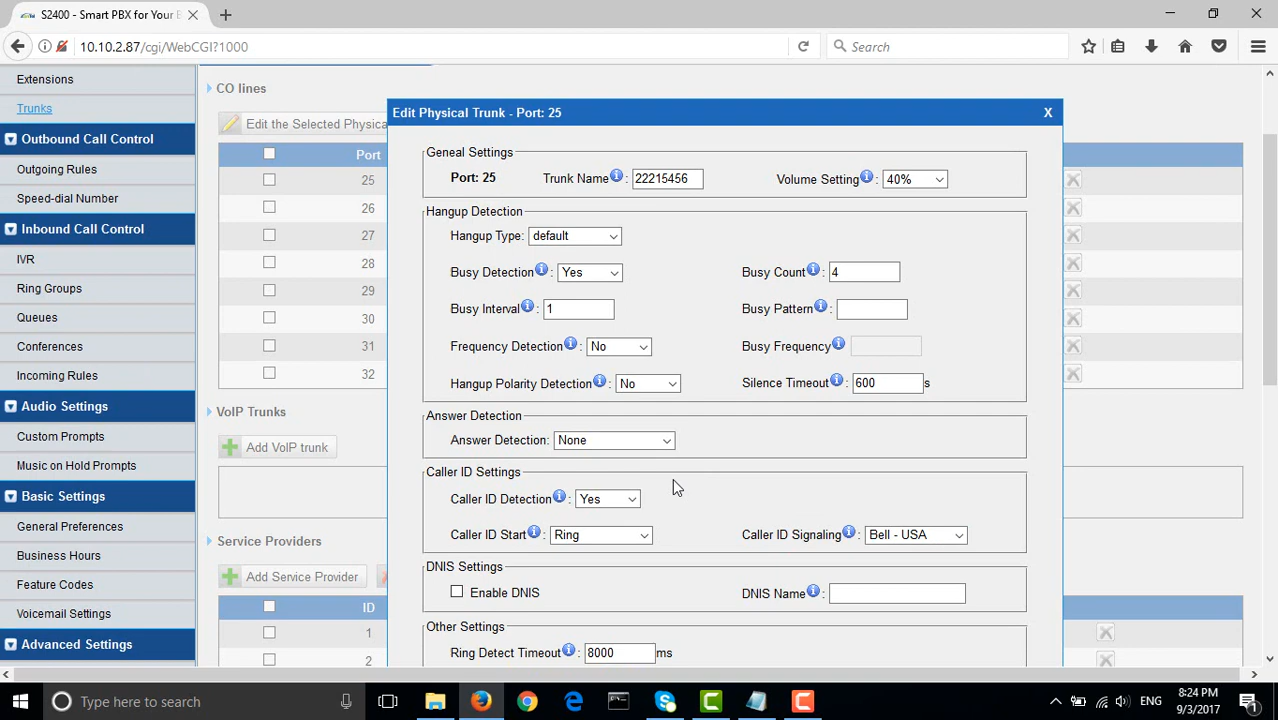 S2400 - Smart PBX for Your B
10.10.2.87/cgi/WebCGI?1000
Search
Extensions
Trunks
Outbound Call Control
Outgoing Rules
Speed-dial Number
Inbound Call Control
IVR
Ring Groups
Queues
Conferences
Incoming Rules
Audio Settings
Custom Prompts
Music on Hold Prompts
Basic Settings
General Preferences
Business Hours
Feature Codes
Voicemail Settings
Advanced Settings
CO lines
Edit the Selected Physica
Port
25
26
27
28
29
30
31
32
VoIP Trunks
Add VoIP trunk
Service Providers
Add Service Provider
ID
1
2
Edit Physical Trunk - Port: 25 X
Geneal Settings
Port: 25 Trunk Name : 22215456 Volume Setting : 40%
Hangup Detection
Hangup Type: default
Busy Detection : Yes Busy Count : 4
Busy Interval : 1 Busy Pattern :
Frequency Detection : No Busy Frequency :
Hangup Polarity Detection : No Silence Timeout : 600 s
Answer Detection
Answer Detection: None
Caller ID Settings
Caller ID Detection : Yes
Caller ID Start : Ring Caller ID Signaling : Bell - USA
DNIS Settings
Enable DNIS DNIS Name :
Other Settings
Ring Detect Timeout : 8000 ms
Type here to search
ENG
8:24 PM
9/3/2017
1